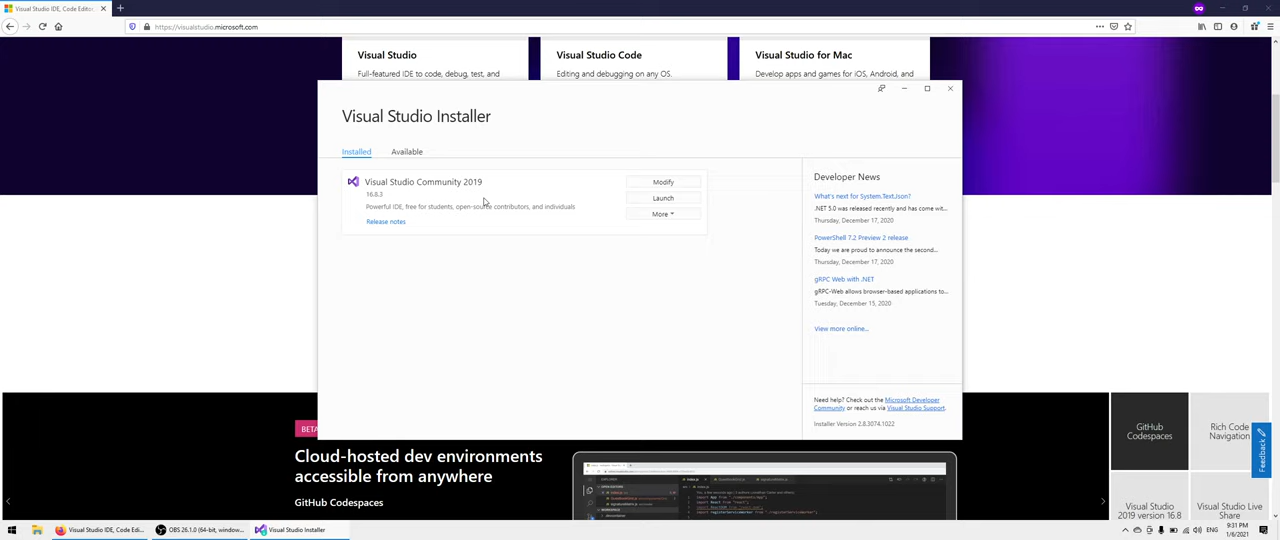 Visual Studio IDE, Code Editor
https://visualstudio.microsoft.com
Visual Studio
Full-featured IDE to code, debug, test, and
Visual Studio Code
Editing and debugging on any OS.
Visual Studio for Mac
Develop apps and games for iOS, Android, and
Visual Studio Installer
Installed
Available
Visual Studio Community 2019
16.8.3
Powerful IDE, free for students, open-source contributors, and individuals
Release notes
Modify
Launch
More
Developer News
What's next for System.Text.Json?
.NET 5.0 was released recently and has come wit...
Thursday, December 17, 2020
PowerShell 7.2 Preview 2 release
Today we are proud to announce the second...
Thursday, December 17, 2020
gRPC Web with .NET
gRPC-Web allows browser-based applications to...
Tuesday, December 15, 2020
View more online...
Need help? Check out the Microsoft Developer
Community or reach us via Visual Studio Support.
Installer Version 2.8.3074.1022
BETA
Cloud-hosted dev environments
accessible from anywhere
GitHub Codespaces
GitHub
Codespaces
Rich Code
Navigation
Visual Studio
2019 version 16.8
Visual Studio Live
Share
Feedback
Visual Studio IDE, Code Edi...
OBS 26.1.0 (64-bit, window...
Visual Studio Installer
ENG
9:31 PM
1/6/2021